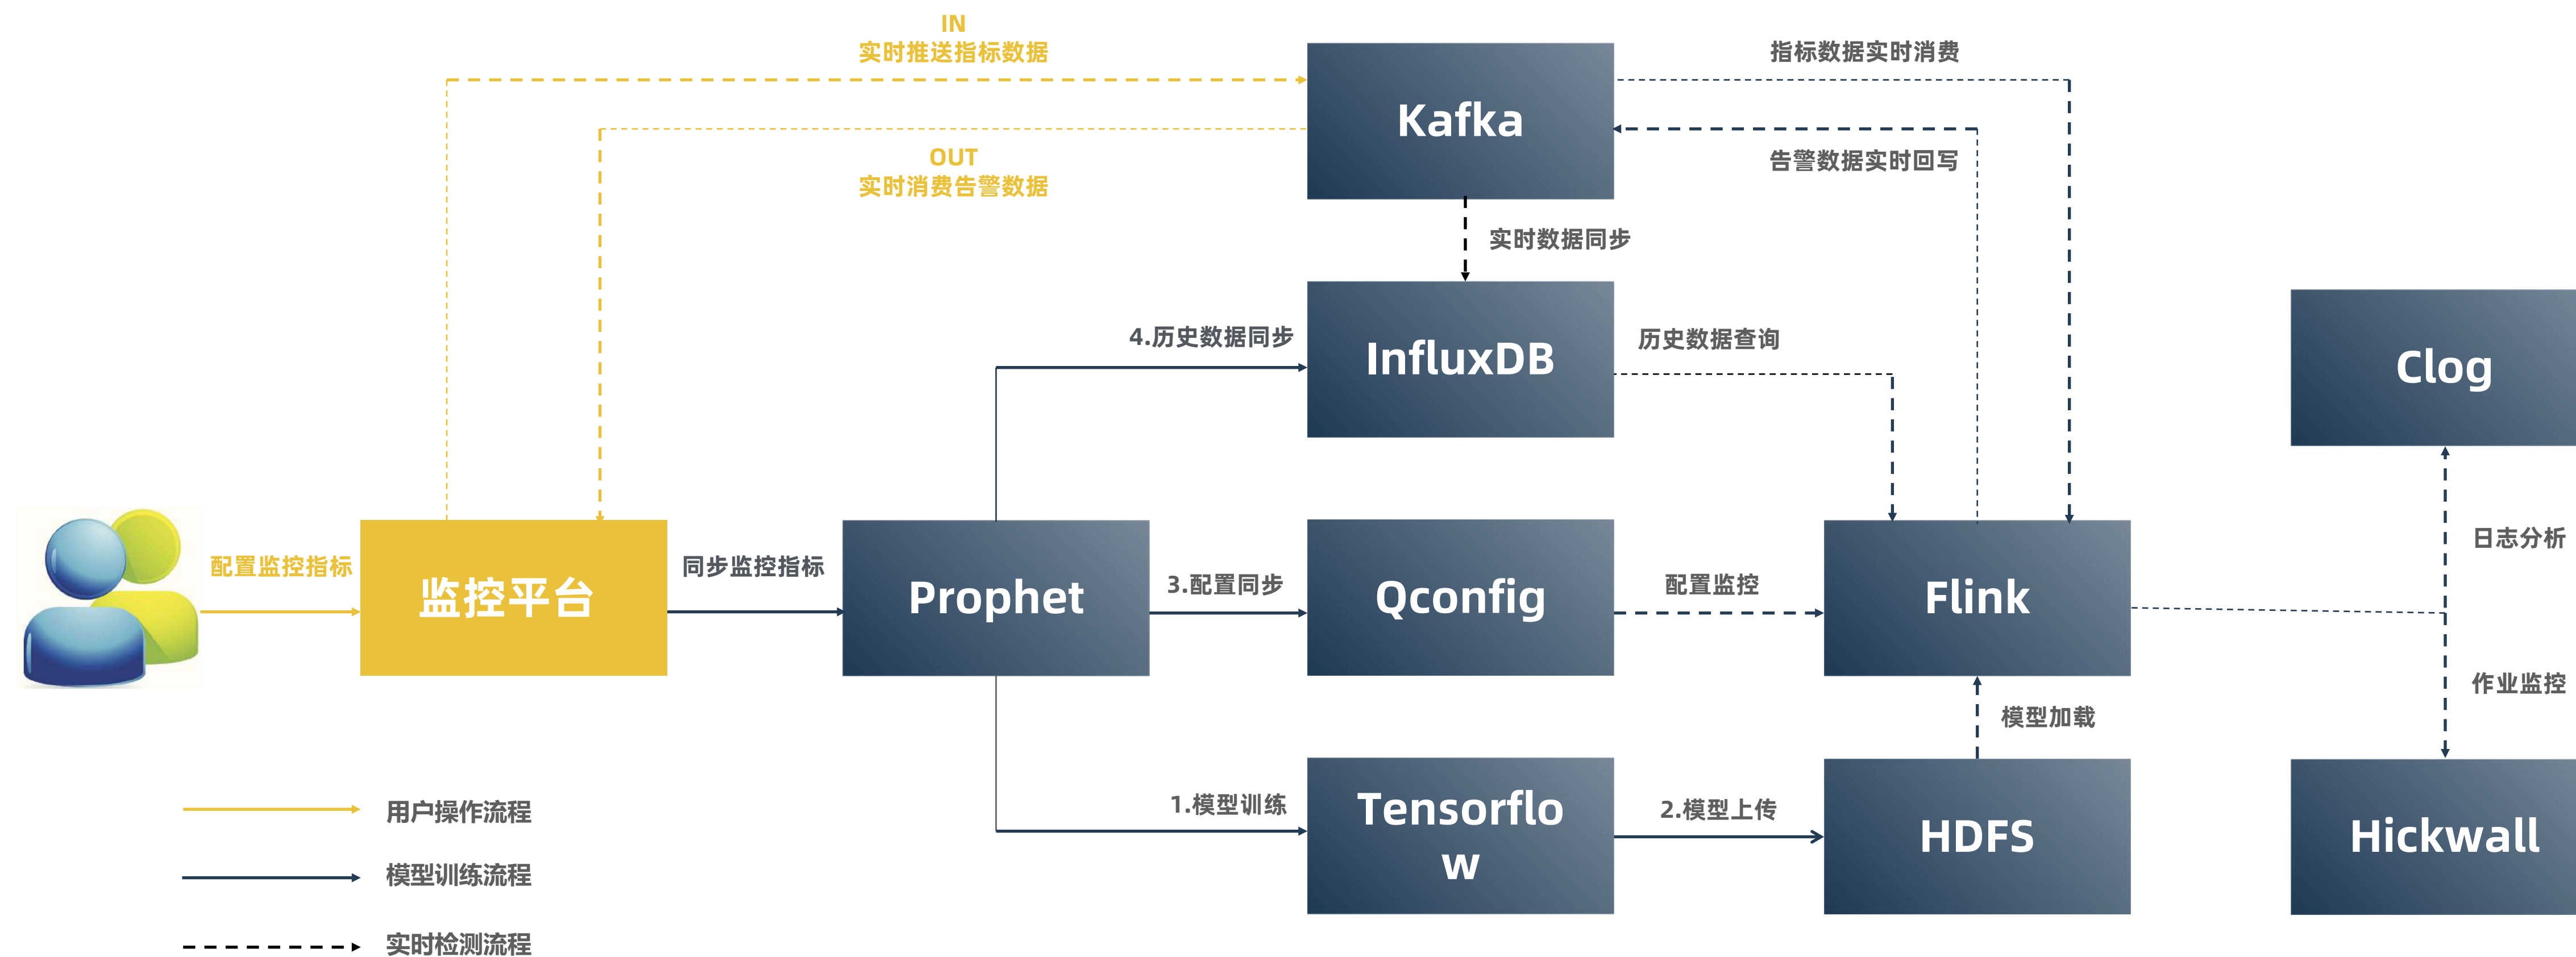 IN
实时推送指标数据
OUT
实时消费告警数据
Kafka
指标数据实时消费
告警数据实时回写
实时数据同步
4.历史数据同步
InfluxDB
历史数据查询
Clog
配置监控指标
监控平台
同步监控指标
Prophet
3.配置同步
Qconfig
配置监控
Flink
日志分析
作业监控
模型加载
1.模型训练
Tensorflo
w
2.模型上传
HDFS
Hickwall
用户操作流程
模型训练流程
实时检测流程